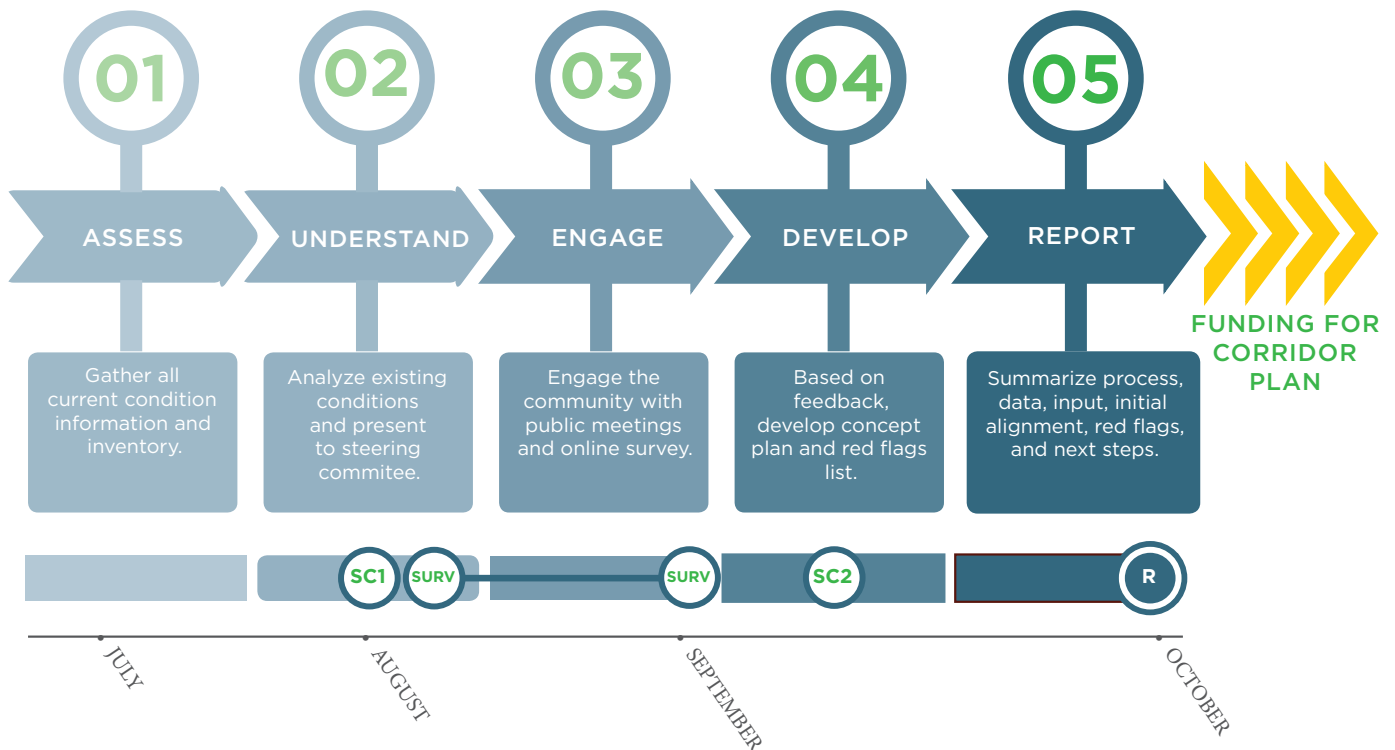 01
02
03
04
05
ASSESS
UNDERSTAND
ENGAGE
DEVELOP
REPORT
FUNDING FOR
CORRIDOR
PLAN
Gather all
current condition
information and
inventory.
Analyze existing
conditions
and present
to steering
commitee.
Engage the
community with
public meetings
and online survey.
Based on
feedback,
develop concept
plan and red flags
list.
Summarize process,
data, input, initial
alignment, red flags,
and next steps.
SC1
SURV
SURV
SC2
R
JULY
AUGUST
SEPTEMBER
OCTOBER